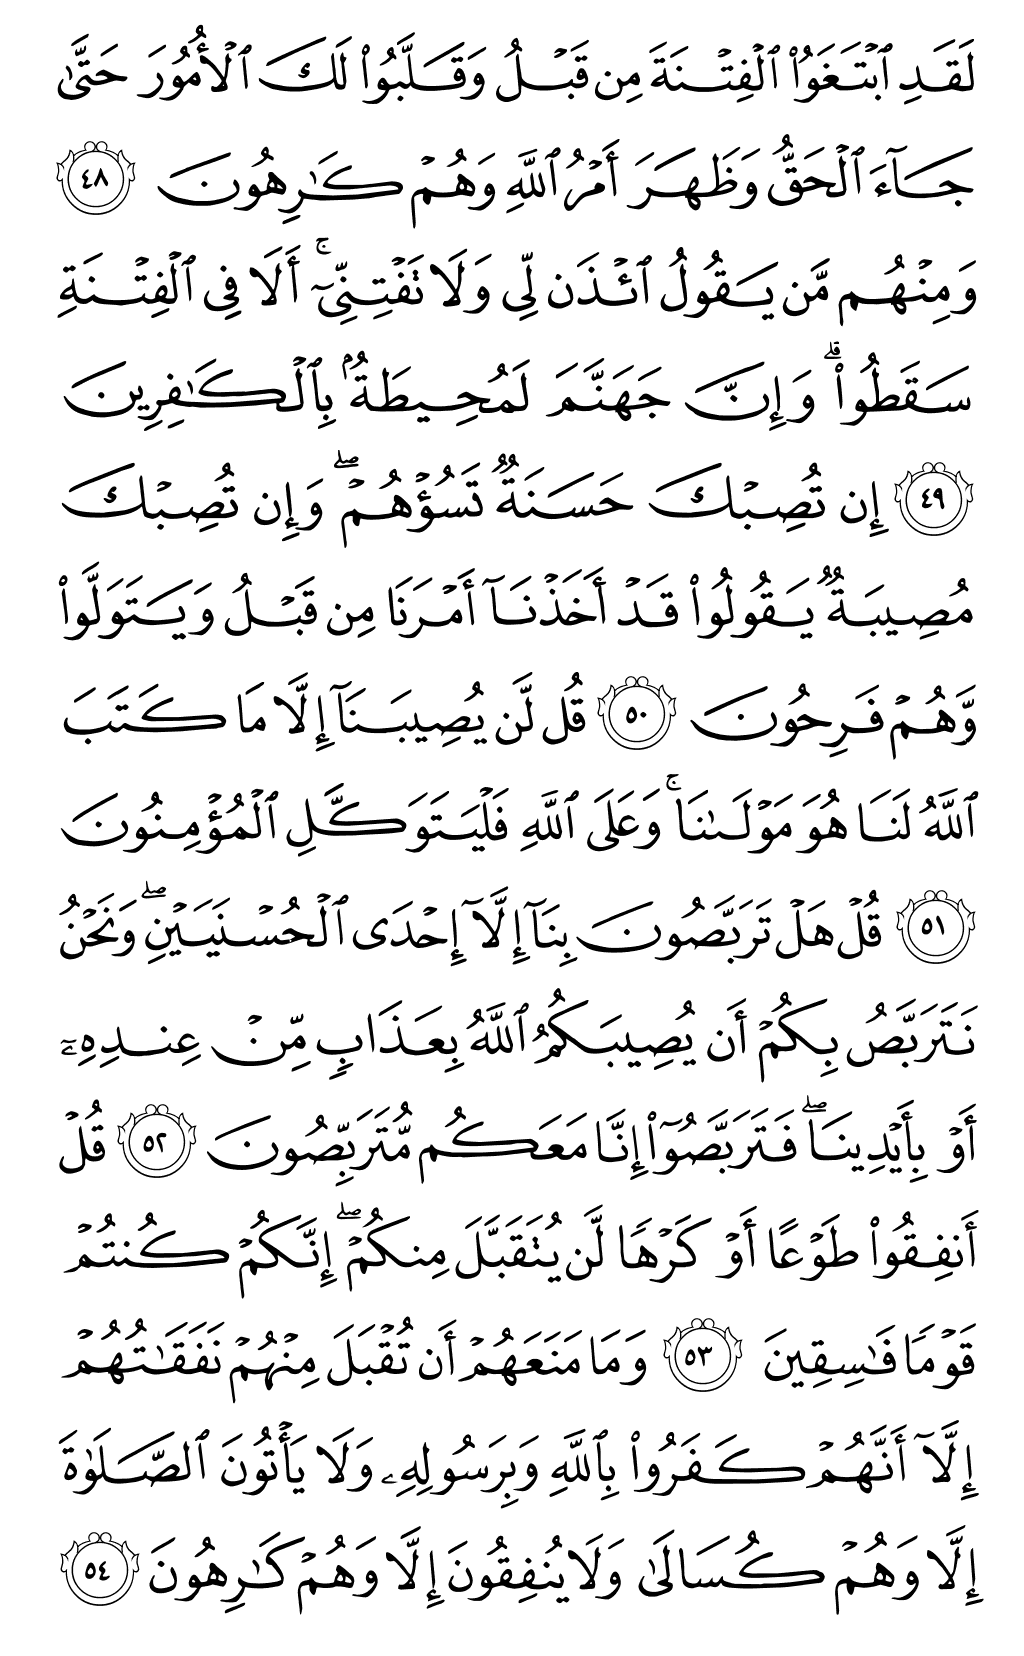 لَقَدِ ٱبۡتَغَوُاْ ٱلۡفِتۡنَةَ مِن قَبۡلُ وَقَلَّبُواْ لَكَ ٱلۡأُمُورَ حَتَّىٰ
جَآءَ ٱلۡحَقُّ وَظَهَرَ أَمۡرُ ٱللَّهِ وَهُمۡ كَٰرِهُونَ ٤٨
وَمِنۡهُم مَّن يَقُولُ ٱئۡذَن لِّي وَلَا تَفۡتِنِّيٓۚ أَلَا فِي ٱلۡفِتۡنَةِ
سَقَطُواْۗ وَإِنَّ جَهَنَّمَ لَمُحِيطَةُۢ بِٱلۡكَٰفِرِينَ
٤٩ إِن تُصِبۡكَ حَسَنَةٞ تَسُؤۡهُمۡۖ وَإِن تُصِبۡكَ
مُصِيبَةٞ يَقُولُواْ قَدۡ أَخَذۡنَآ أَمۡرَنَا مِن قَبۡلُ وَيَتَوَلَّواْ
وَّهُمۡ فَرِحُونَ ٥٠ قُل لَّن يُصِيبَنَآ إِلَّا مَا كَتَبَ
ٱللَّهُ لَنَا هُوَ مَوۡلَىٰنَاۚ وَعَلَى ٱللَّهِ فَلۡيَتَوَكَّلِ ٱلۡمُؤۡمِنُونَ
٥١ قُلۡ هَلۡ تَرَبَّصُونَ بِنَآ إِلَّآ إِحۡدَى ٱلۡحُسۡنَيَيۡنِۖ وَنَحۡنُ
نَتَرَبَّصُ بِكُمۡ أَن يُصِيبَكُمُ ٱللَّهُ بِعَذَابٖ مِّنۡ عِندِهِۦٓ
أَوۡ بِأَيۡدِينَاۖ فَتَرَبَّصُوٓاْ إِنَّا مَعَكُم مُّتَرَبِّصُونَ ٥٢ قُلۡ
أَنفِقُواْ طَوۡعًا أَوۡ كَرۡهٗا لَّن يُتَقَبَّلَ مِنكُمۡۖ إِنَّكُمۡ كُنتُمۡ
قَوۡمٗا فَٰسِقِينَ ٥٣ وَمَا مَنَعَهُمۡ أَن تُقۡبَلَ مِنۡهُمۡ نَفَقَٰتُهُمۡ
إِلَّآ أَنَّهُمۡ كَفَرُواْ بِٱللَّهِ وَبِرَسُولِهِۦ وَلَا يَأۡتُونَ ٱلصَّلَوٰةَ
إِلَّا وَهُمۡ كُسَالَىٰ وَلَا يُنفِقُونَ إِلَّا وَهُمۡ كَٰرِهُونَ ٥٤